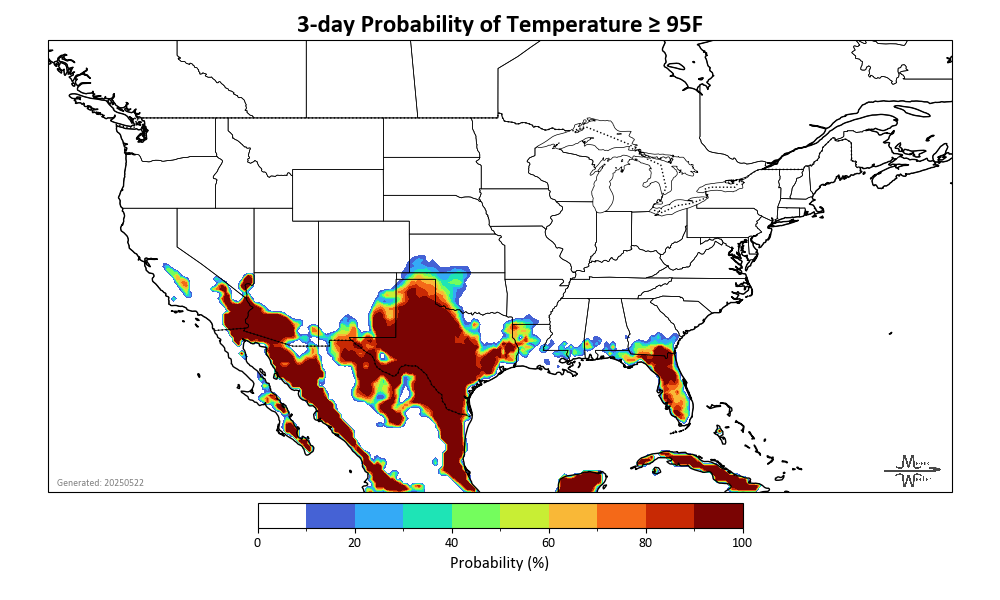 3-day Probability of Temperature ≥ 95F
Generated: 20250522
0 20 40 60 80 100
Probability (%)